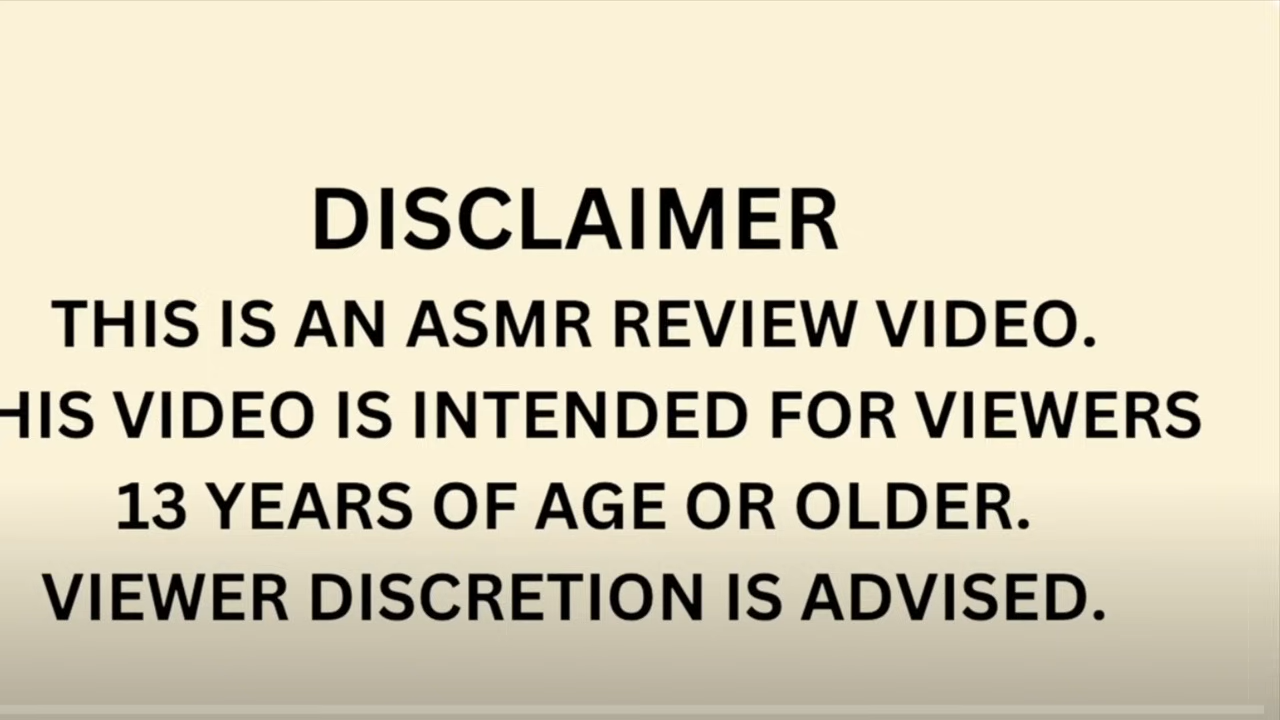 DISCLAIMER
THIS IS AN ASMR REVIEW VIDEO.
HIS VIDEO IS INTENDED FOR VIEWERS
13 YEARS OF AGE OR OLDER.
VIEWER DISCRETION IS ADVISED.